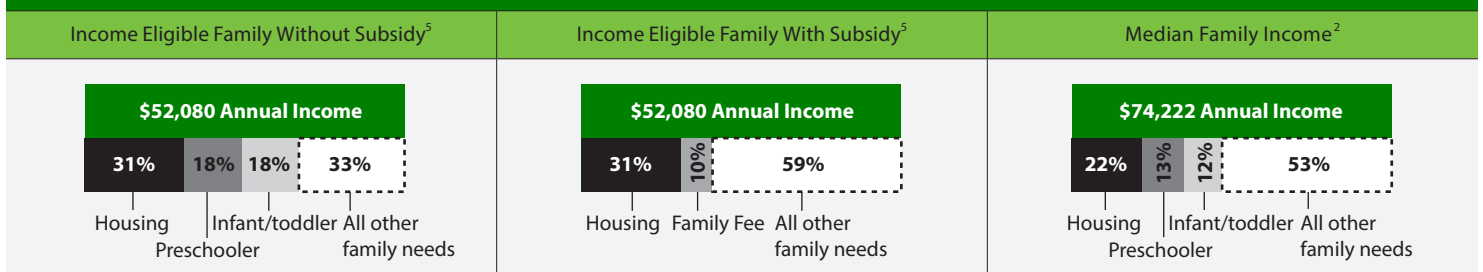 Income Eligible Family Without Subsidy⁵
Income Eligible Family With Subsidy⁵
Median Family Income²
$52,080 Annual Income
31% 18% 18% 33%
Housing Infant/toddler All other
Preschooler family needs
$52,080 Annual Income
31% 10% 59%
Housing Family Fee All other
family needs
$74,222 Annual Income
22% 13% 12% 53%
Housing Infant/toddler All other
Preschooler family needs